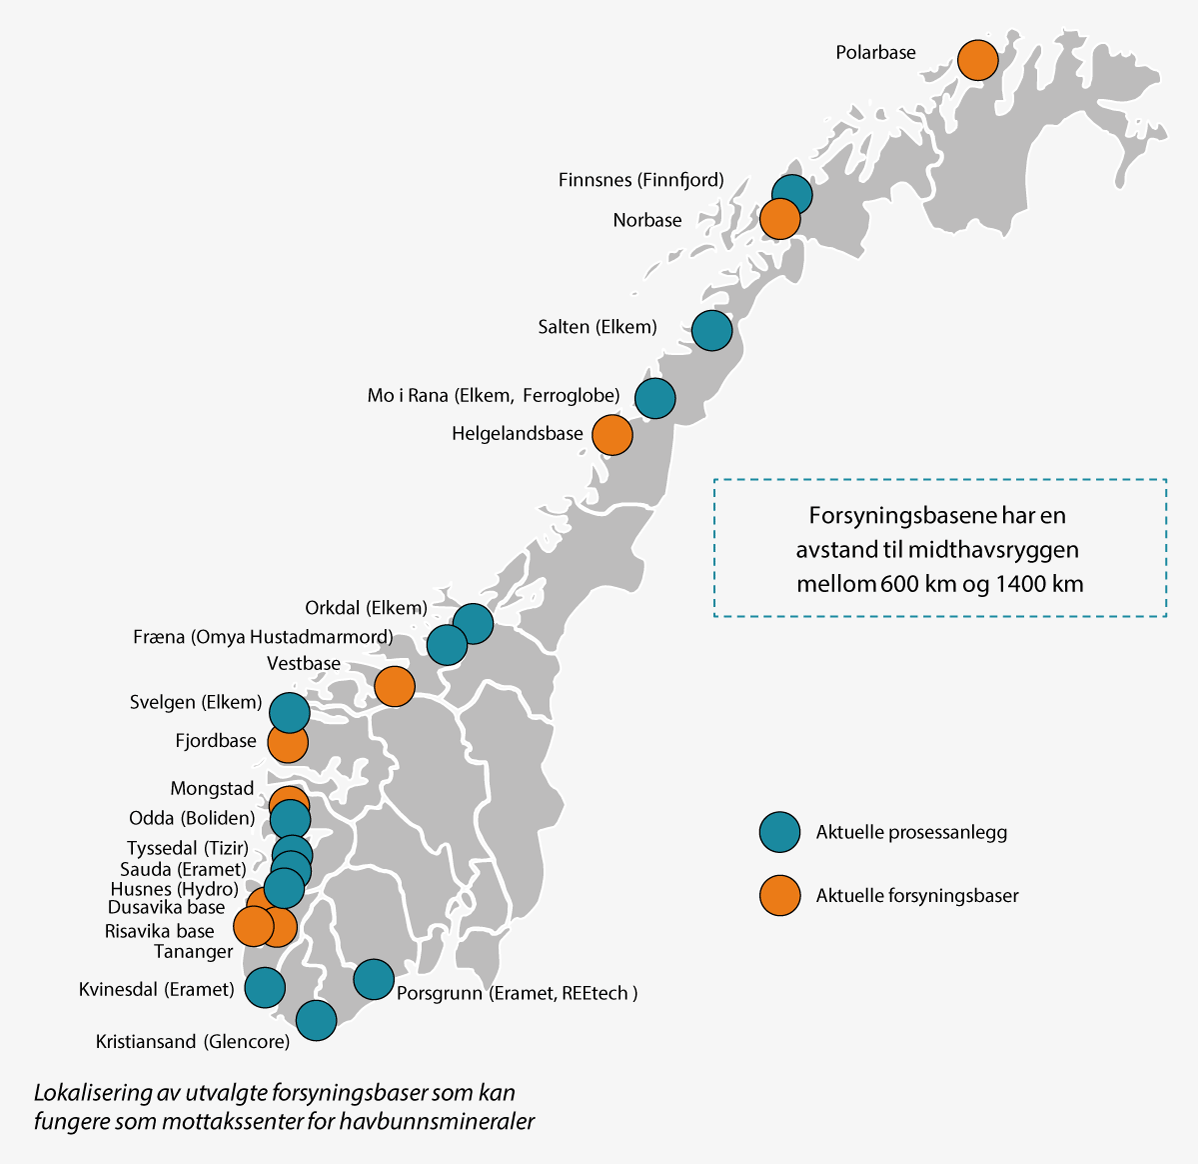 Polarbase
Finnsnes (Finnfjord)
Norbase
Salten (Elkem)
Mo i Rana (Elkem, Ferroglobe)
Helgelandsbase
Forsyningsbasene har en
avstand til midthavsryggen
mellom 600 km og 1400 km
Orkdal (Elkem)
Fræna (Omya Hustadmarmord)
Vestbase
Svelgen (Elkem)
Fjordbase
Mongstad
Odda (Boliden)
Tyssedal (Tizir)
Sauda (Eramet)
Husnes (Hydro)
Dusavika base
Risavika base
Tananger
Kvinesdal (Eramet)
Porsgrunn (Eramet, REEtech )
Kristiansand (Glencore)
Aktuelle prosessanlegg
Aktuelle forsyningsbaser
Lokalisering av utvalgte forsyningsbaser som kan
fungere som mottakssenter for havbunnsmineraler